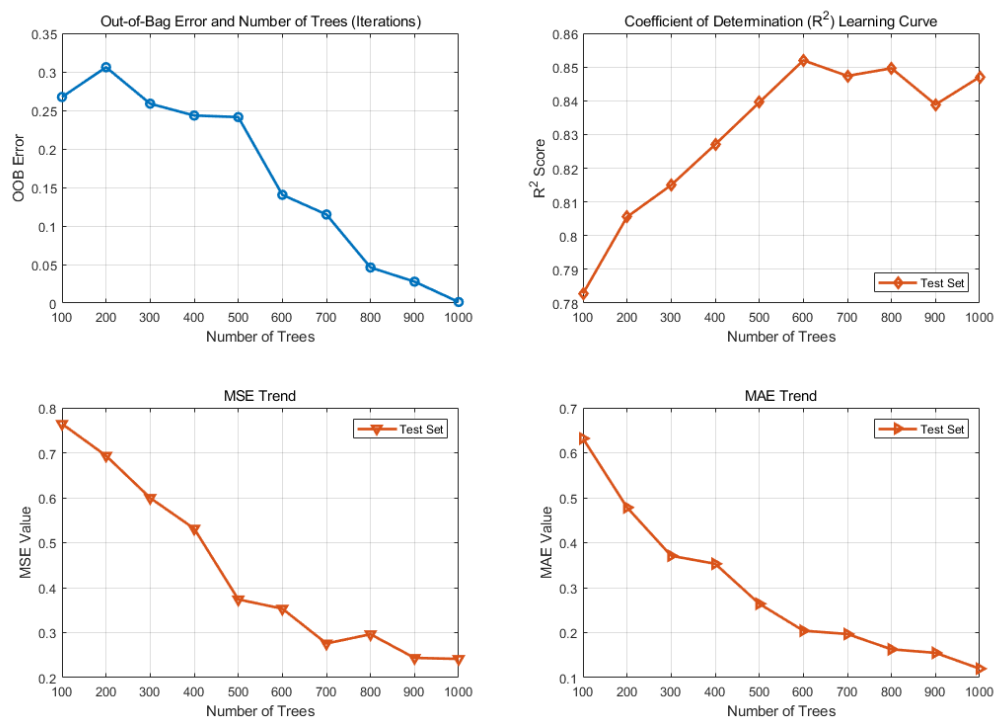 Out-of-Bag Error and Number of Trees (Iterations)
0.35
0.3
0.25
0.2
0.15
0.1
0.05
0
OOB Error
100 200 300 400 500 600 700 800 900 1000
Number of Trees
Coefficient of Determination (R²) Learning Curve
0.86
0.85
0.84
0.83
0.82
0.81
0.8
0.79
0.78
R² Score
Test Set
100 200 300 400 500 600 700 800 900 1000
Number of Trees
MSE Trend
0.8
0.7
0.6
0.5
0.4
0.3
0.2
MSE Value
Test Set
100 200 300 400 500 600 700 800 900 1000
Number of Trees
MAE Trend
0.7
0.6
0.5
0.4
0.3
0.2
0.1
MAE Value
Test Set
100 200 300 400 500 600 700 800 900 1000
Number of Trees